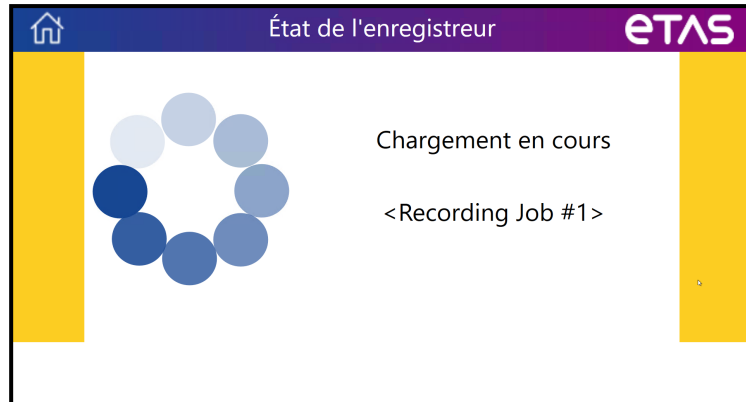 État de l'enregistreur
eTAS
Chargement en cours
<Recording Job #1>